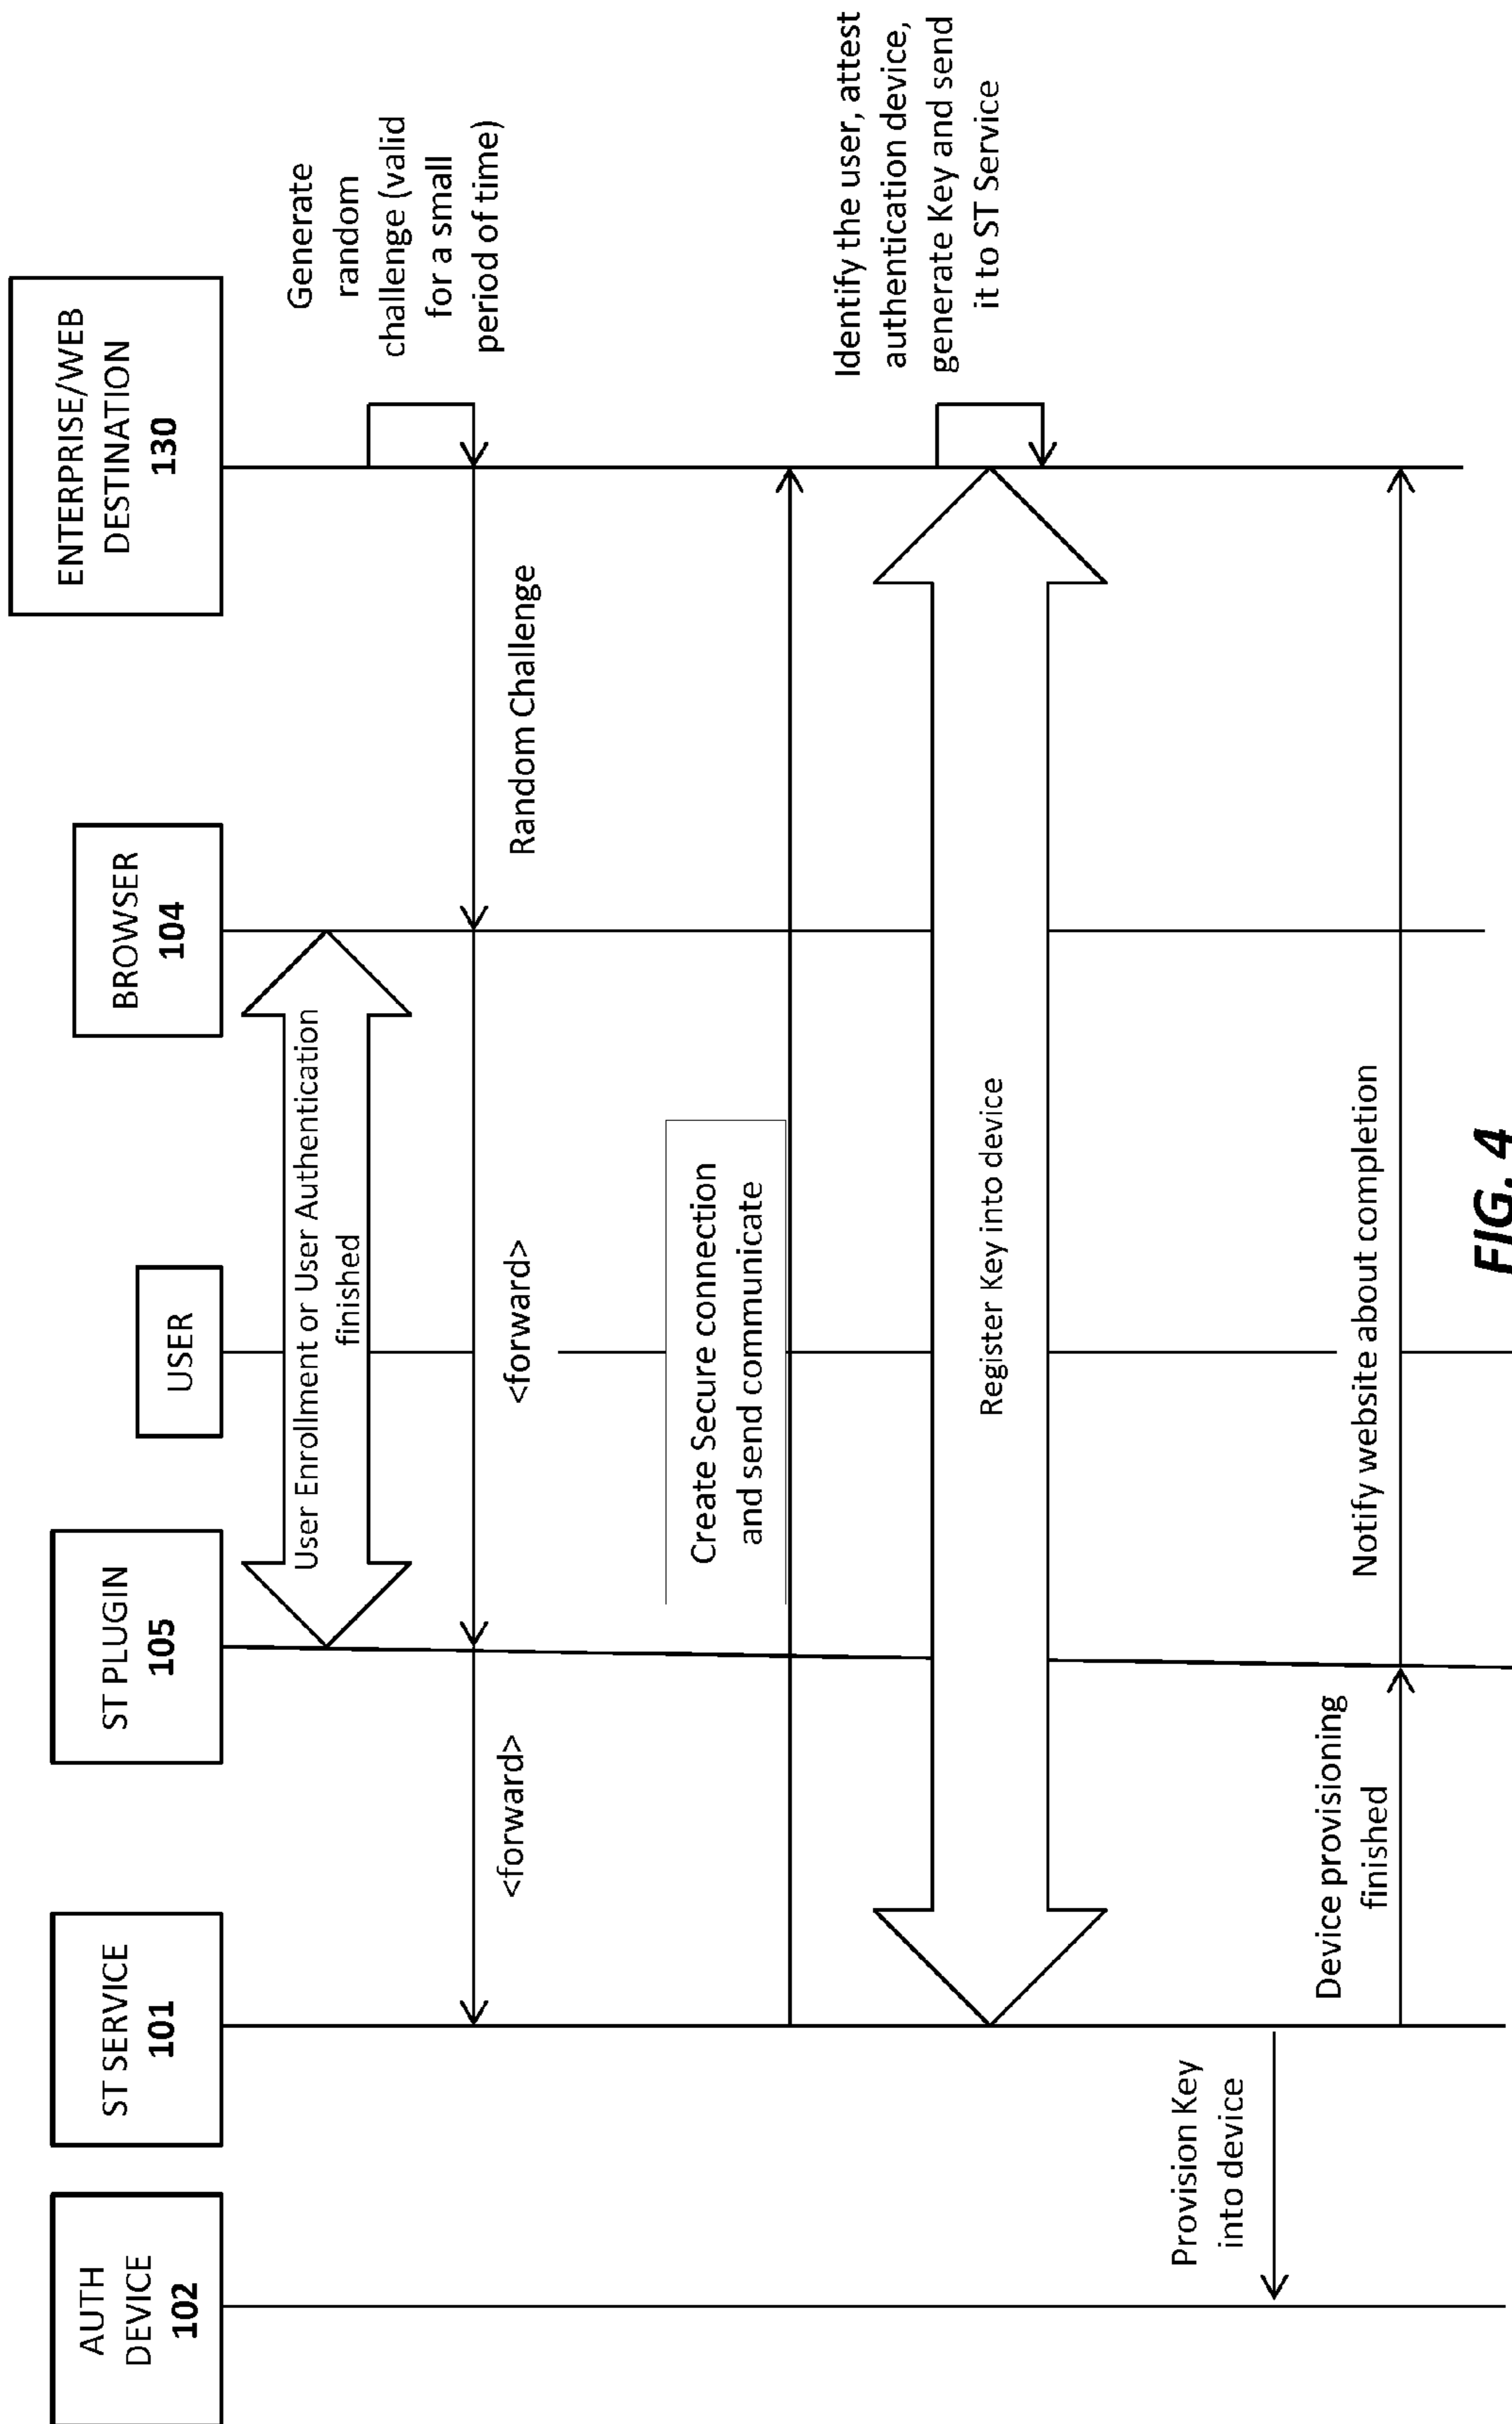 AUTH
DEVICE
102
ST SERVICE
101
ST PLUGIN
105
USER
BROWSER
104
ENTERPRISE/WEB
DESTINATION
130
User Enrollment or User Authentication
finished
Generate
random
challenge (valid
for a small
period of time)
Random Challenge
<forward>
<forward>
Create Secure connection
and send communicate
Identify the user, attest
authentication device,
generate Key and send
it to ST Service
Register Key into device
Provision Key
into device
Device provisioning
finished
Notify website about completion
FIG. 4